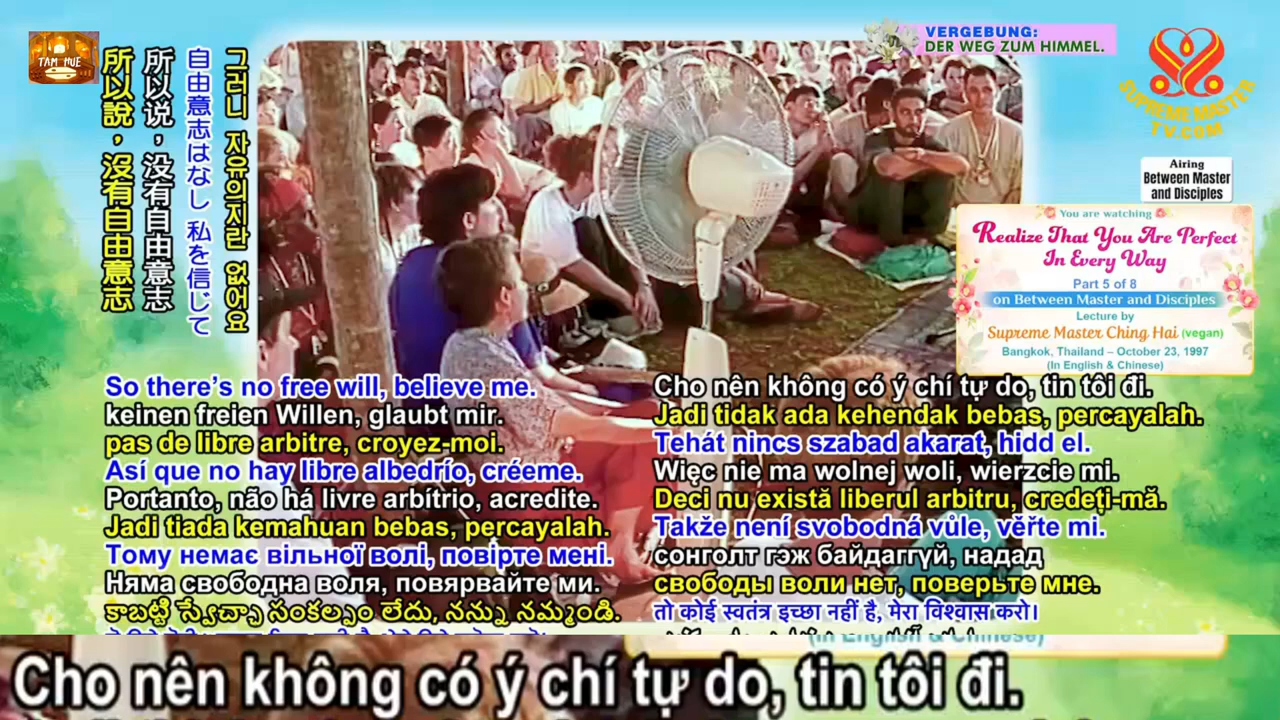 TAM HUE
所以說，沒有自由意志
所以说，没有自由意志
自由意志はなし 私を信じて
그러니 자유의지란 없어요
VERGEBUNG:
DER WEG ZUM HIMMEL.
SUPREME MASTER
TV.COM
Airing
Between Master
and Disciples
You are watching
Realize That You Are Perfect
In Every Way
Part 5 of 8
on Between Master and Disciples
Lecture by
Supreme Master Ching Hai (vegan)
Bangkok, Thailand – October 23, 1997
(In English & Chinese)
So there's no free will, believe me.
keinen freien Willen, glaubt mir.
pas de libre arbitre, croyez-moi.
Así que no hay libre albedrío, créeme.
Portanto, não há livre arbítrio, acredite.
Jadi tiada kemahuan bebas, percayalah.
Тому немає вільної волі, повірте мені.
Няма свободна воля, повярвайте ми.
కాబట్టి స్వేచ్ఛా సంకల్పం లేదు, నన్ను నమ్మండి.
Cho nên không có ý chí tự do, tin tôi đi.
Jadi tidak ada kehendak bebas, percayalah.
Tehát nincs szabad akarat, hidd el.
Więc nie ma wolnej woli, wierzcie mi.
Deci nu există liberul arbitru, credeți-mă.
Takže není svobodná vůle, věřte mi.
сонголт гэж байдаггүй, надад
свободы воли нет, поверьте мне.
तो कोई स्वतंत्र इच्छा नहीं है, मेरा विश्वास करो।
(In English & Chinese)
Cho nên không có ý chí tự do, tin tôi đi.